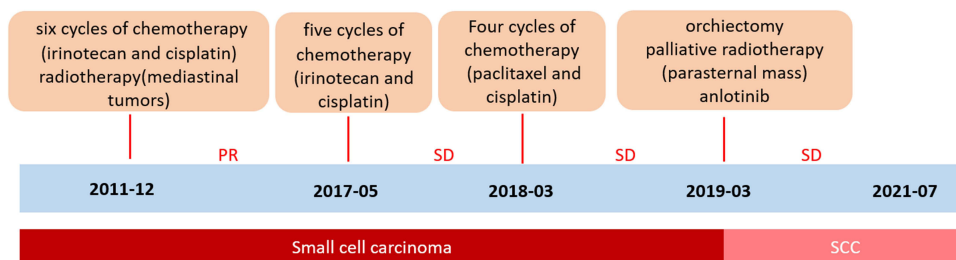 six cycles of chemotherapy
(irinotecan and cisplatin)
radiotherapy(mediastinal
tumors)
five cycles of
chemotherapy
(irinotecan and
cisplatin)
Four cycles of
chemotherapy
(paclitaxel and
cisplatin)
orchiectomy
palliative radiotherapy
(parasternal mass)
anlotinib
PR SD SD SD
2011-12 2017-05 2018-03 2019-03 2021-07
Small cell carcinoma SCC